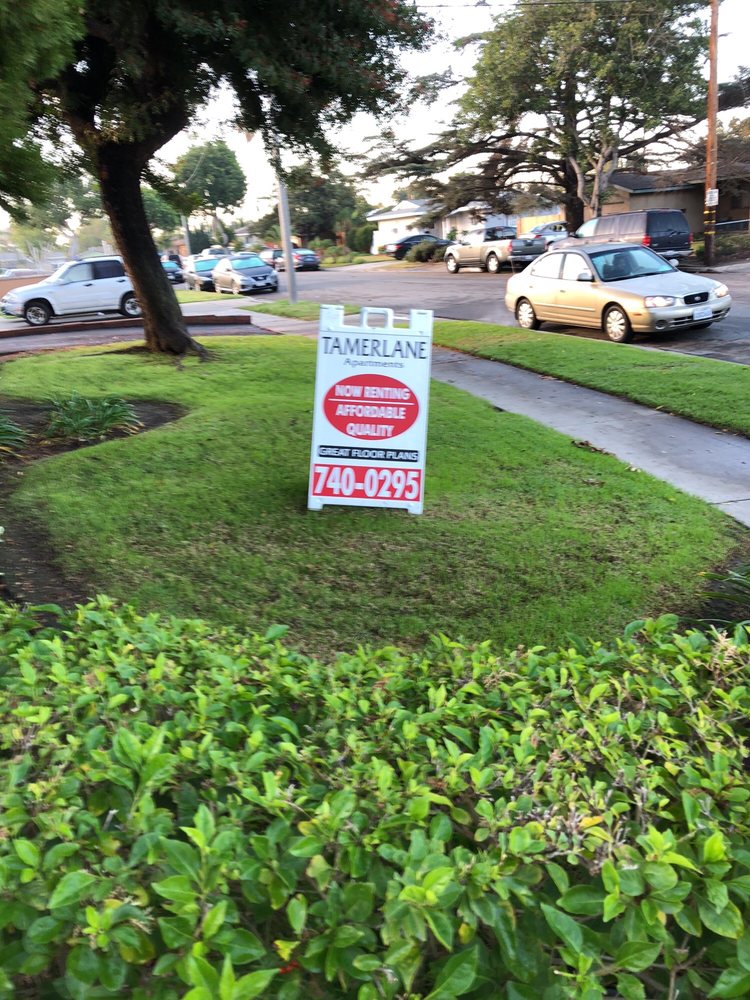 TAMERLANE
Apartments
NOW RENTING
AFFORDABLE
QUALITY
GREAT FLOOR PLANS
740-0295